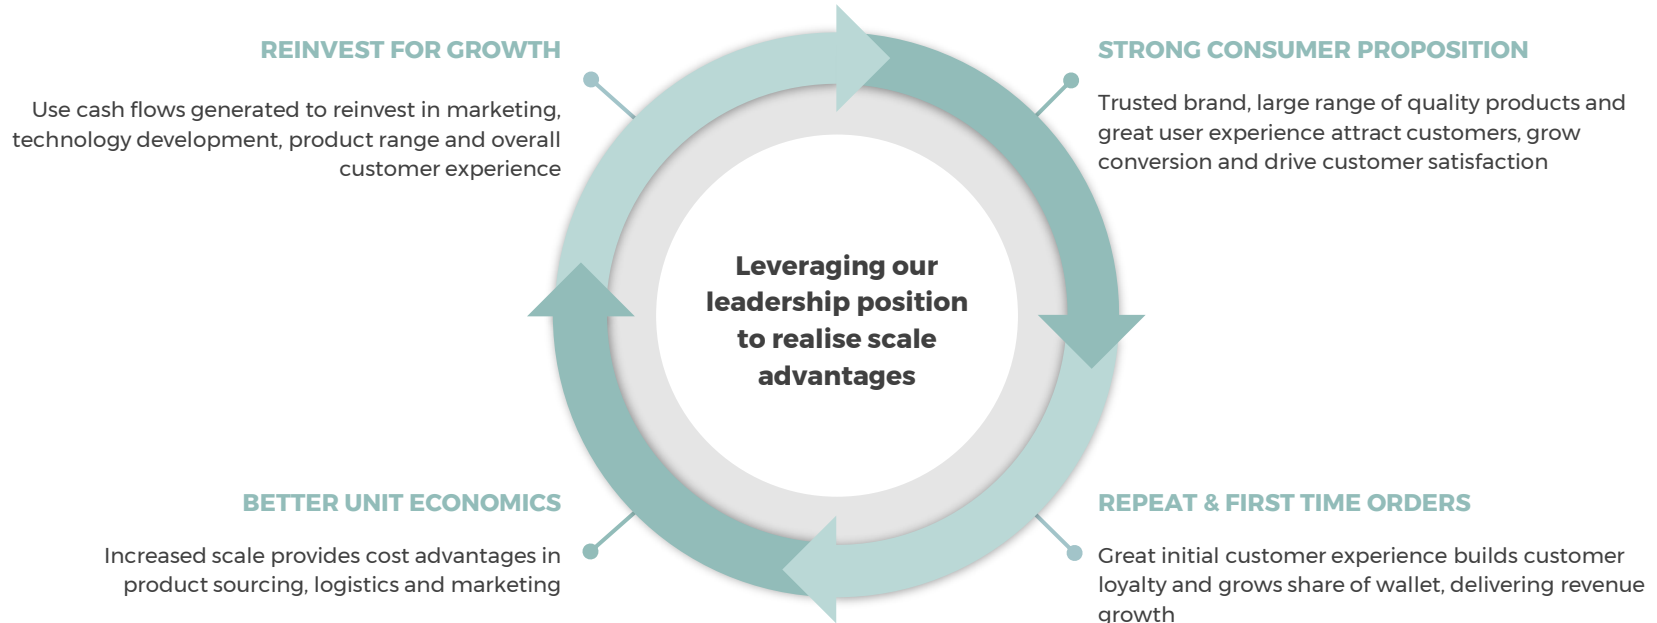 REINVEST FOR GROWTH
Use cash flows generated to reinvest in marketing,
technology development, product range and overall
customer experience
STRONG CONSUMER PROPOSITION
Trusted brand, large range of quality products and
great user experience attract customers, grow
conversion and drive customer satisfaction
Leveraging our
leadership position
to realise scale
advantages
BETTER UNIT ECONOMICS
Increased scale provides cost advantages in
product sourcing, logistics and marketing
REPEAT & FIRST TIME ORDERS
Great initial customer experience builds customer
loyalty and grows share of wallet, delivering revenue
growth